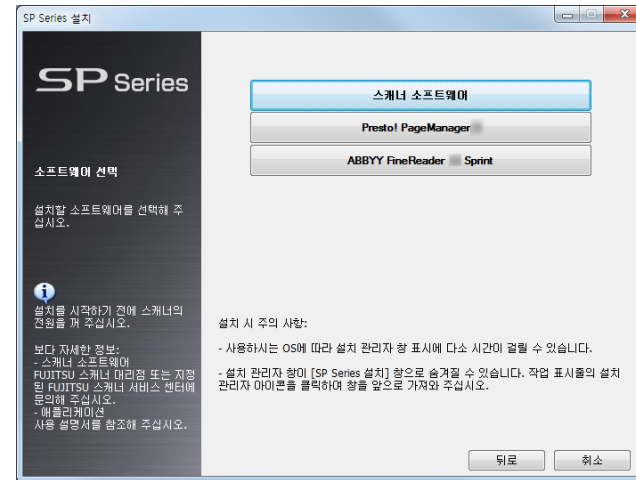 SP Series 설치
SP Series
스캐너 소프트웨어
Presto! PageManager
ABBYY FineReader Sprint
소프트웨어 선택
설치할 소프트웨어를 선택해 주
십시오.
설치를 시작하기 전에 스캐너의
전원을 꺼 주십시오.
보다 자세한 정보:
- 스캐너 소프트웨어
FUJITSU 스캐너 대리점 또는 지정
된 FUJITSU 스캐너 서비스 센터에
문의해 주십시오.
- 애플리케이션
사용 설명서를 참조해 주십시오.
설치 시 주의 사항:
- 사용하시는 OS에 따라 설치 관리자 창 표시에 다소 시간이 걸릴 수 있습니다.
- 설치 관리자 창이 [SP Series 설치] 창으로 숨겨질 수 있습니다. 작업 표시줄의 설치
관리자 아이콘을 클릭하여 창을 앞으로 가져와 주십시오.
뒤로
취소